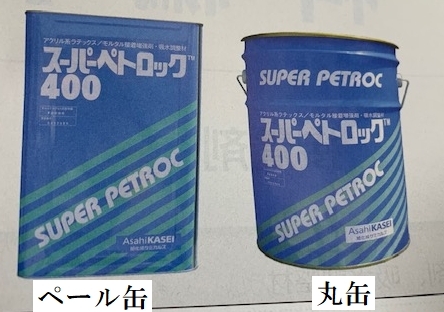 アクリル系ラテックス/モルタル接着増強剤・吸水調整材
スーパーペトロック™
400
SUPER PETROC
AsahiKASEI
ペール缶
SUPER PETROC
アクリル系ラテックス/モルタル接着増強剤・吸水調整材
スーパーペトロック™
400
SUPER PETROC
AsahiKASEI
丸缶